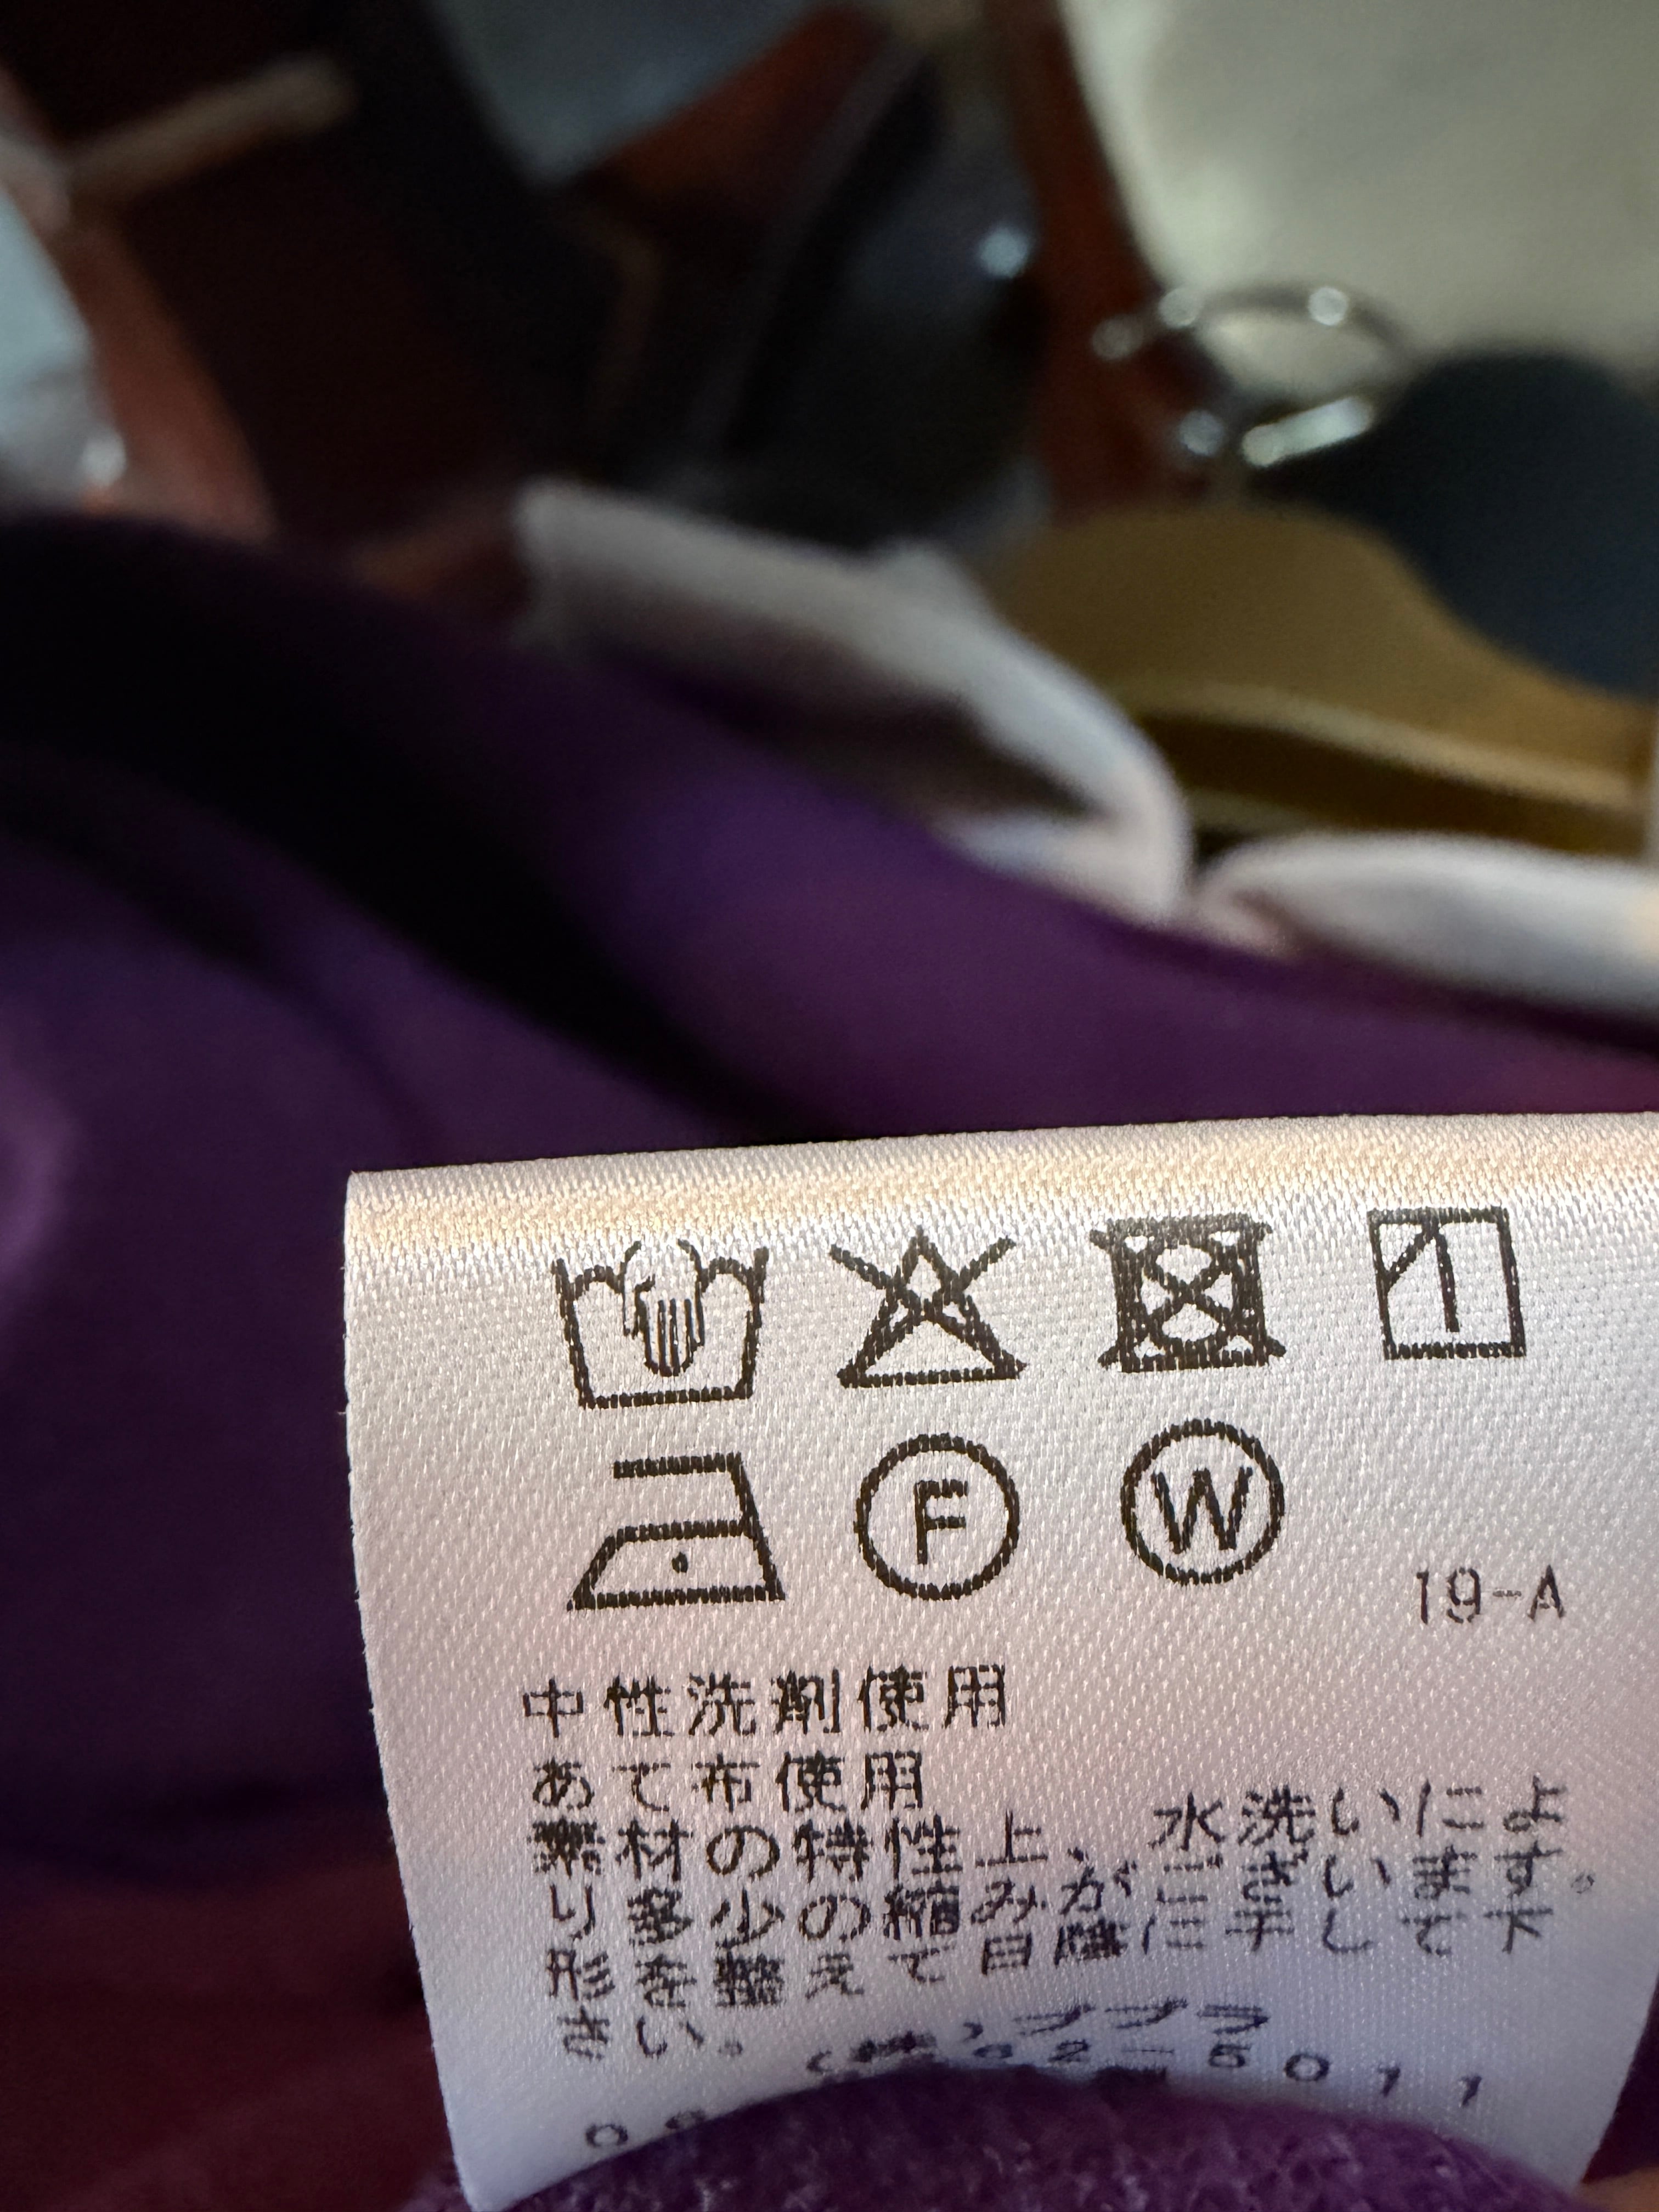 F W
19-A
中性洗剤使用
あて布使用
素材の特性上、水洗いによ
り多少の縮みがございます。
形を整えて目陰に干して下
さい。